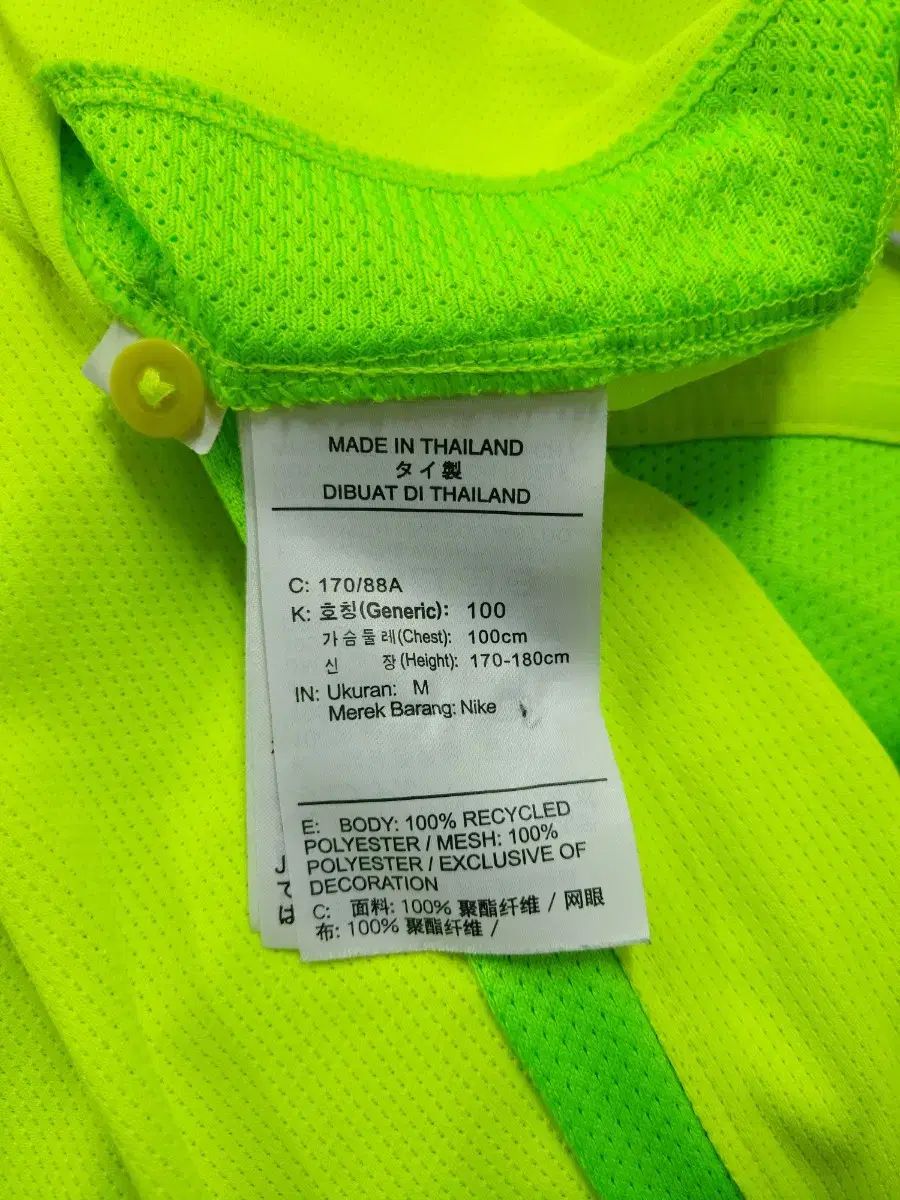 MADE IN THAILAND
タイ製
DIBUAT DI THAILAND
C: 170/88A
K: 호칭(Generic): 100
가슴둘레(Chest): 100cm
신 장(Height): 170-180cm
IN: Ukuran: M
Merek Barang: Nike
E: BODY: 100% RECYCLED
POLYESTER / MESH: 100%
POLYESTER / EXCLUSIVE OF
DECORATION
C: 面料: 100% 聚酯纤维 / 网眼
布: 100% 聚酯纤维 /